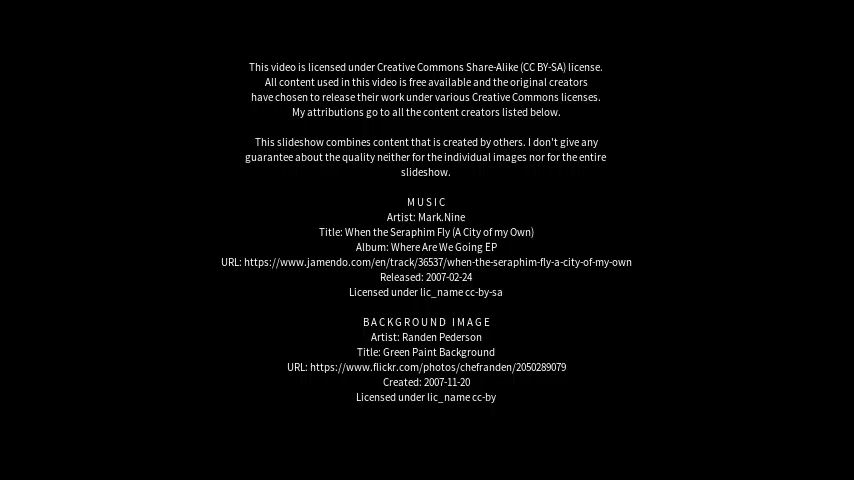 This video is licensed under Creative Commons Share-Alike (CC BY-SA) license.
All content used in this video is free available and the original creators
have chosen to release their work under various Creative Commons licenses.
My attributions go to all the content creators listed below.
This slideshow combines content that is created by others. I don't give any
guarantee about the quality neither for the individual images nor for the entire
slideshow.
M U S I C
Artist: Mark.Nine
Title: When the Seraphim Fly (A City of my Own)
Album: Where Are We Going EP
URL: https://www.jamendo.com/en/track/36537/when-the-seraphim-fly-a-city-of-my-own
Released: 2007-02-24
Licensed under lic_name cc-by-sa
B A C K G R O U N D   I M A G E
Artist: Randen Pederson
Title: Green Paint Background
URL: https://www.flickr.com/photos/chefranden/2050289079
Created: 2007-11-20
Licensed under lic_name cc-by